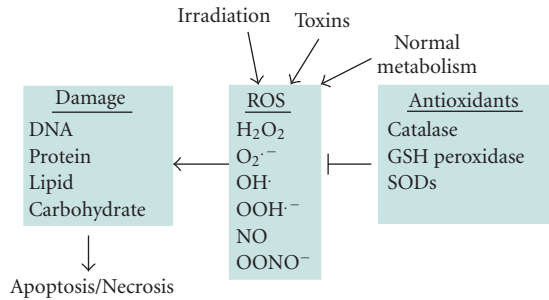 Irradiation
Toxins
Normal
metabolism
Damage
DNA
Protein
Lipid
Carbohydrate
Apoptosis/Necrosis
ROS
H₂O₂
O₂·⁻
OH·
OOH·⁻
NO
OONO⁻
Antioxidants
Catalase
GSH peroxidase
SODs